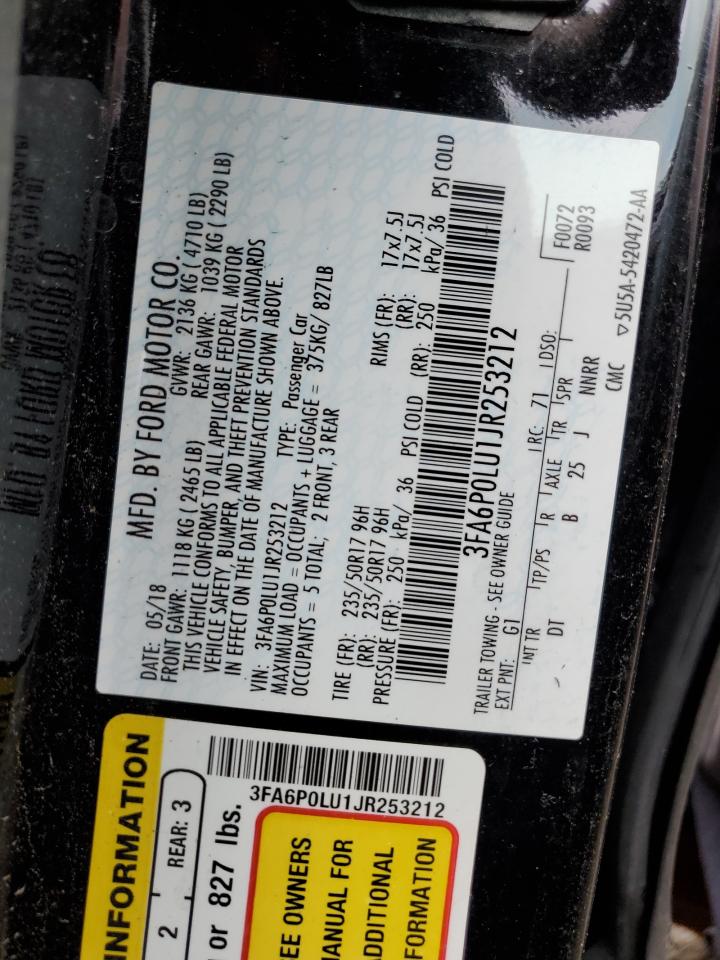 MFD. BY FORD MOTOR CO.
DATE: 05/18 GVWR: 2136 KG ( 4710 LB)
FRONT GAWR: 1118 KG ( 2465 LB) REAR GAWR: 1039 KG ( 2290 LB)
THIS VEHICLE CONFORMS TO ALL APPLICABLE FEDERAL MOTOR
VEHICLE SAFETY, BUMPER, AND THEFT PREVENTION STANDARDS
IN EFFECT ON THE DATE OF MANUFACTURE SHOWN ABOVE.
VIN: 3FA6P0LU1JR253212 TYPE: Passenger Car
MAXIMUM LOAD = OCCUPANTS + LUGGAGE = 375KG/ 827LB
OCCUPANTS = 5 TOTAL; 2 FRONT, 3 REAR
TIRE (FR): 235/50R17 96H RIMS (FR): 17x7.5J
(RR): 235/50R17 96H (RR): 17x7.5J
PRESSURE (FR): 250 kPa/ 36 PSI COLD (RR): 250 kPa/ 36 PSI COLD
3FA6P0LU1JR253212
TRAILER TOWING - SEE OWNER GUIDE
EXT PNT: G1 RC: 71 DSO: F0072
R0093
INT TR TP/PS R AXLE TR SPR
DT B 25 J NNRR
CMC ▽5U5A-5420472-AA
INFORMATION
2 REAR: 3
or 827 lbs.
3FA6P0LU1JR253212
OWNERS
FOR